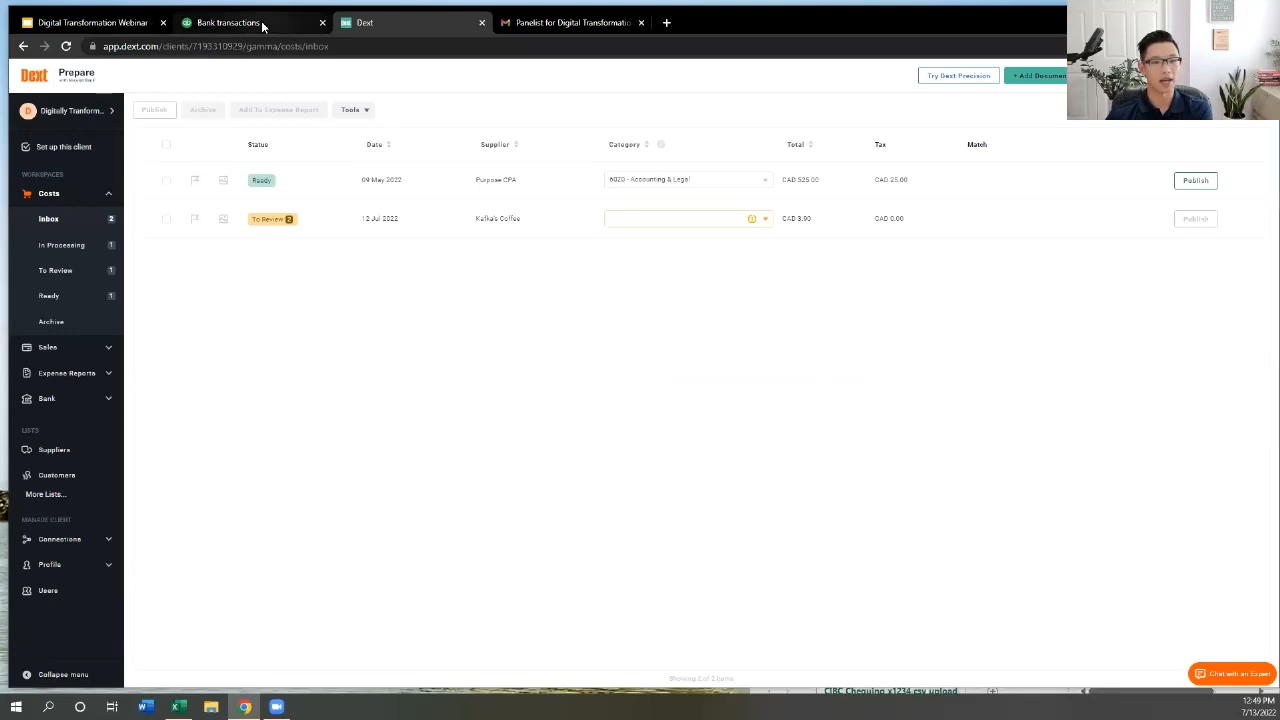 Digital Transformation Webinar
Bank transactions
Dext
Panelist for Digital Transformatio
app.dext.com/clients/7193310929/gamma/costs/inbox
Dext Prepare
Try Dext Precision
+ Add Documen
Digitally Transform...
Publish
Archive
Add To Expense Report
Tools
Set up this client
Status
Date
Supplier
Category
Total
Tax
Match
WORKSPACES
Costs
Ready
09 May 2022
Purpose CPA
6020 - Accounting & Legal
CAD 525.00
CAD 25.00
Publish
Inbox 2
To Review 2
12 Jul 2022
Kafka's Coffee
CAD 3.90
CAD 0.00
Publish
In Processing 1
To Review 1
Ready 1
Archive
Sales
Expense Reports
Bank
LISTS
Suppliers
Customers
More Lists...
MANAGE CLIENT
Connections
Profile
Users
Collapse menu
Showing 2 of 2 items
Chat with an Expert
CIBC Chequing x1234 csv upload
12:49 PM
7/13/2022